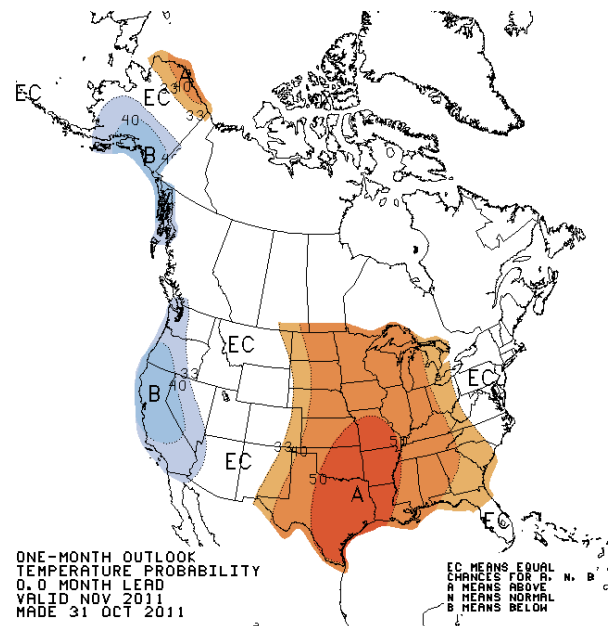 A
EC
EC
33
40
33
40
B
EC
33
40
B
EC
EC
33
40
50
50
A
EC
ONE-MONTH OUTLOOK
TEMPERATURE PROBABILITY
0.0 MONTH LEAD
VALID NOV 2011
MADE 31 OCT 2011
EC MEANS EQUAL
CHANCES FOR A, N, B
A MEANS ABOVE
N MEANS NORMAL
B MEANS BELOW